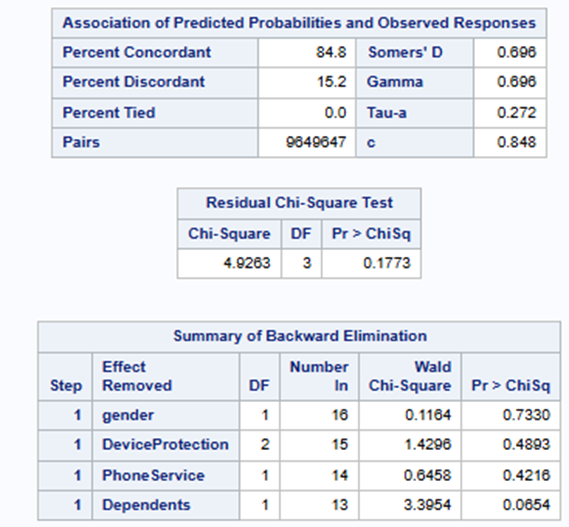 Association of Predicted Probabilities and Observed Responses
Percent Concordant 84.8 Somers' D 0.696
Percent Discordant 15.2 Gamma 0.696
Percent Tied 0.0 Tau-a 0.272
Pairs 9649647 c 0.848
Residual Chi-Square Test
Chi-Square DF Pr > ChiSq
4.9263 3 0.1773
Summary of Backward Elimination
Effect Number Wald
Step Removed DF In Chi-Square Pr > ChiSq
1 gender 1 16 0.1164 0.7330
1 DeviceProtection 2 15 1.4296 0.4893
1 PhoneService 1 14 0.6458 0.4216
1 Dependents 1 13 3.3954 0.0654